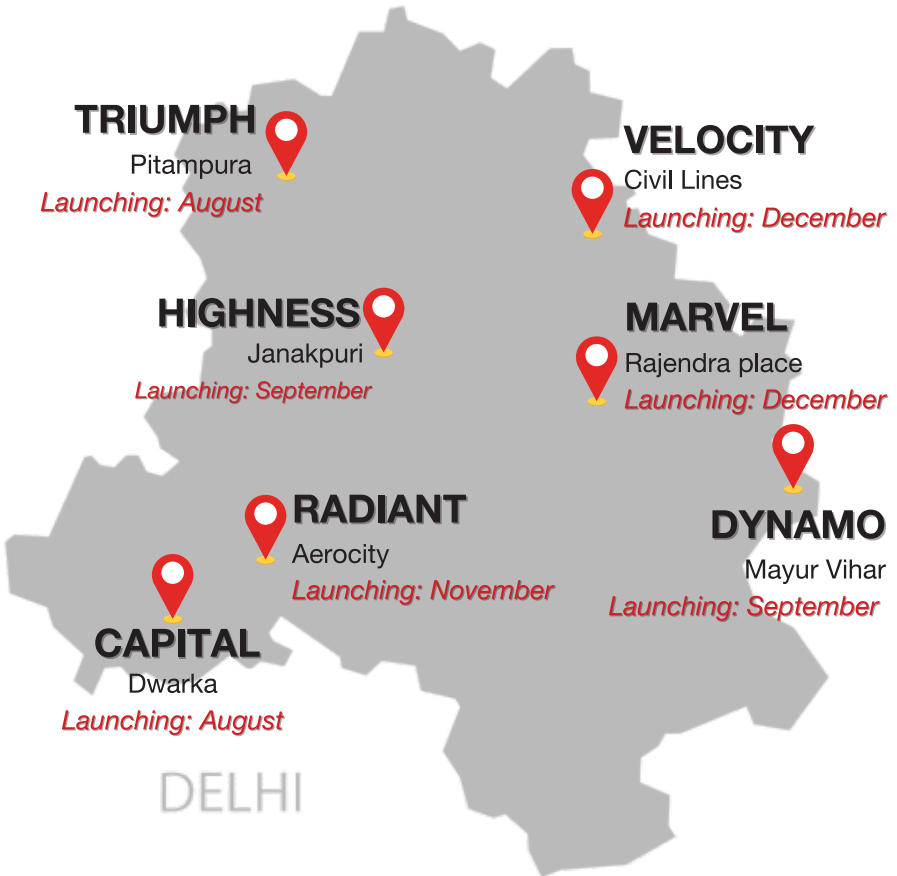 TRIUMPH
Pitampura
Launching: August
VELOCITY
Civil Lines
Launching: December
HIGHNESS
Janakpuri
Launching: September
MARVEL
Rajendra place
Launching: December
RADIANT
Aerocity
Launching: November
DYNAMO
Mayur Vihar
Launching: September
CAPITAL
Dwarka
Launching: August
DELHI